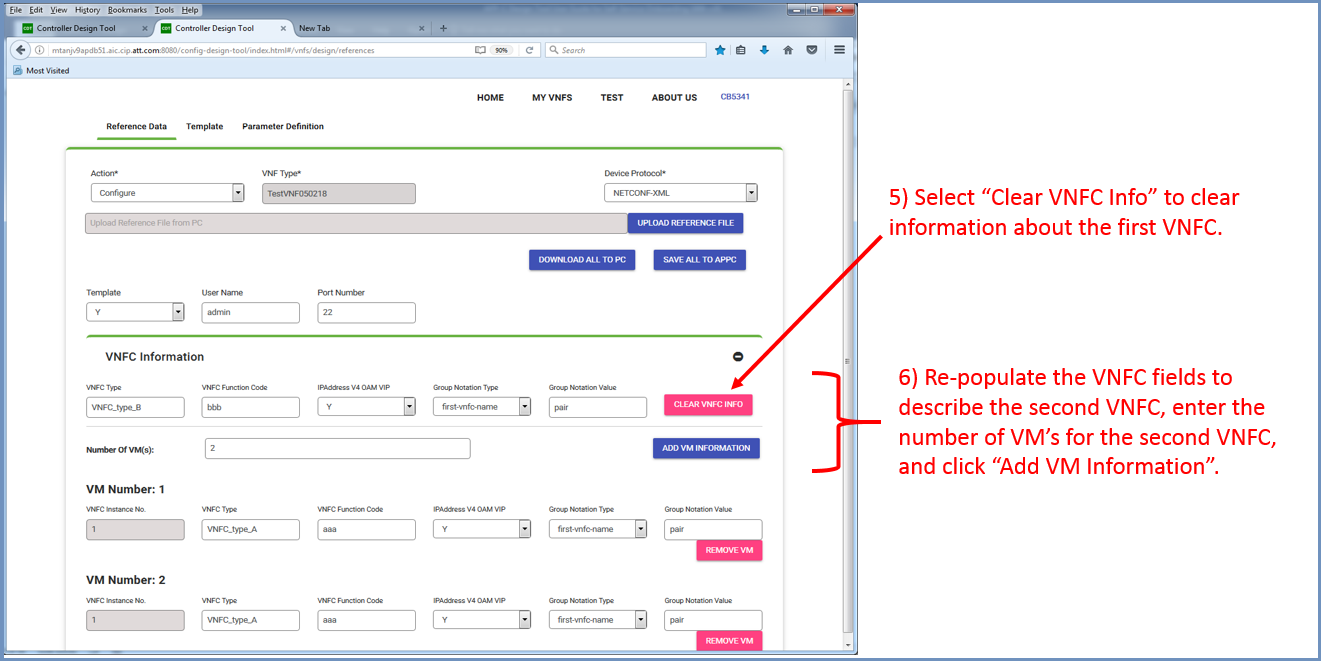 File Edit View History Bookmarks Tools Help
Controller Design Tool Controller Design Tool New Tab
mtanjv9apdb51.aic.cip.att.com:8080/config-design-tool/index.html#/vnfs/design/references 90% Search
Most Visited
HOME MY VNFS TEST ABOUT US CB5341
Reference Data Template Parameter Definition
Action* VNF Type* Device Protocol*
Configure TestVNF050218 NETCONF-XML
Upload Reference File from PC UPLOAD REFERENCE FILE
DOWNLOAD ALL TO PC SAVE ALL TO APPC
Template User Name Port Number
Y admin 22
VNFC Information
VNFC Type VNFC Function Code IPAddress V4 OAM VIP Group Notation Type Group Notation Value
VNFC_type_B bbb Y first-vnfc-name pair CLEAR VNFC INFO
Number Of VM(s): 2 ADD VM INFORMATION
VM Number: 1
VNFC Instance No. VNFC Type VNFC Function Code IPAddress V4 OAM VIP Group Notation Type Group Notation Value
1 VNFC_type_A aaa Y first-vnfc-name pair
REMOVE VM
VM Number: 2
VNFC Instance No. VNFC Type VNFC Function Code IPAddress V4 OAM VIP Group Notation Type Group Notation Value
1 VNFC_type_A aaa Y first-vnfc-name pair
REMOVE VM
5) Select “Clear VNFC Info” to clear
information about the first VNFC.
6) Re-populate the VNFC fields to
describe the second VNFC, enter the
number of VM’s for the second VNFC,
and click “Add VM Information”.